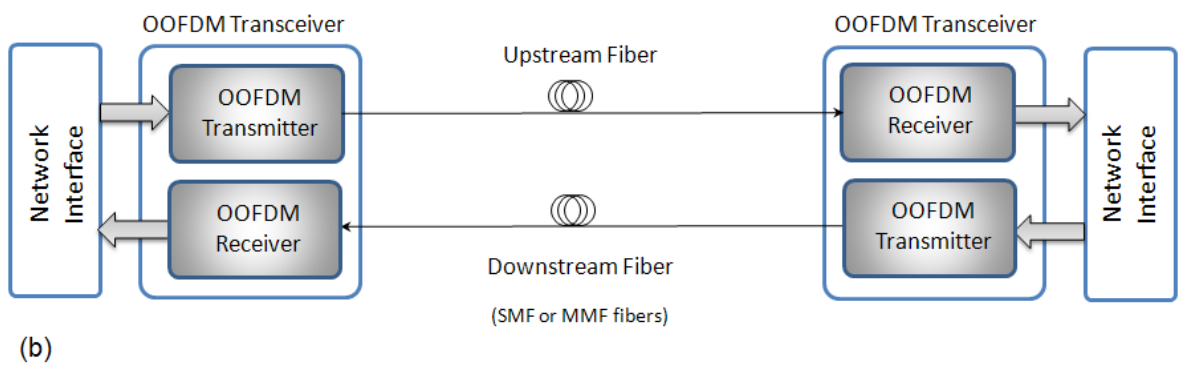 OOFDM Transceiver
OOFDM Transceiver
Network
Interface
OOFDM
Transmitter
Upstream Fiber
OOFDM
Receiver
Network
Interface
OOFDM
Receiver
Downstream Fiber
(SMF or MMF fibers)
OOFDM
Transmitter
(b)